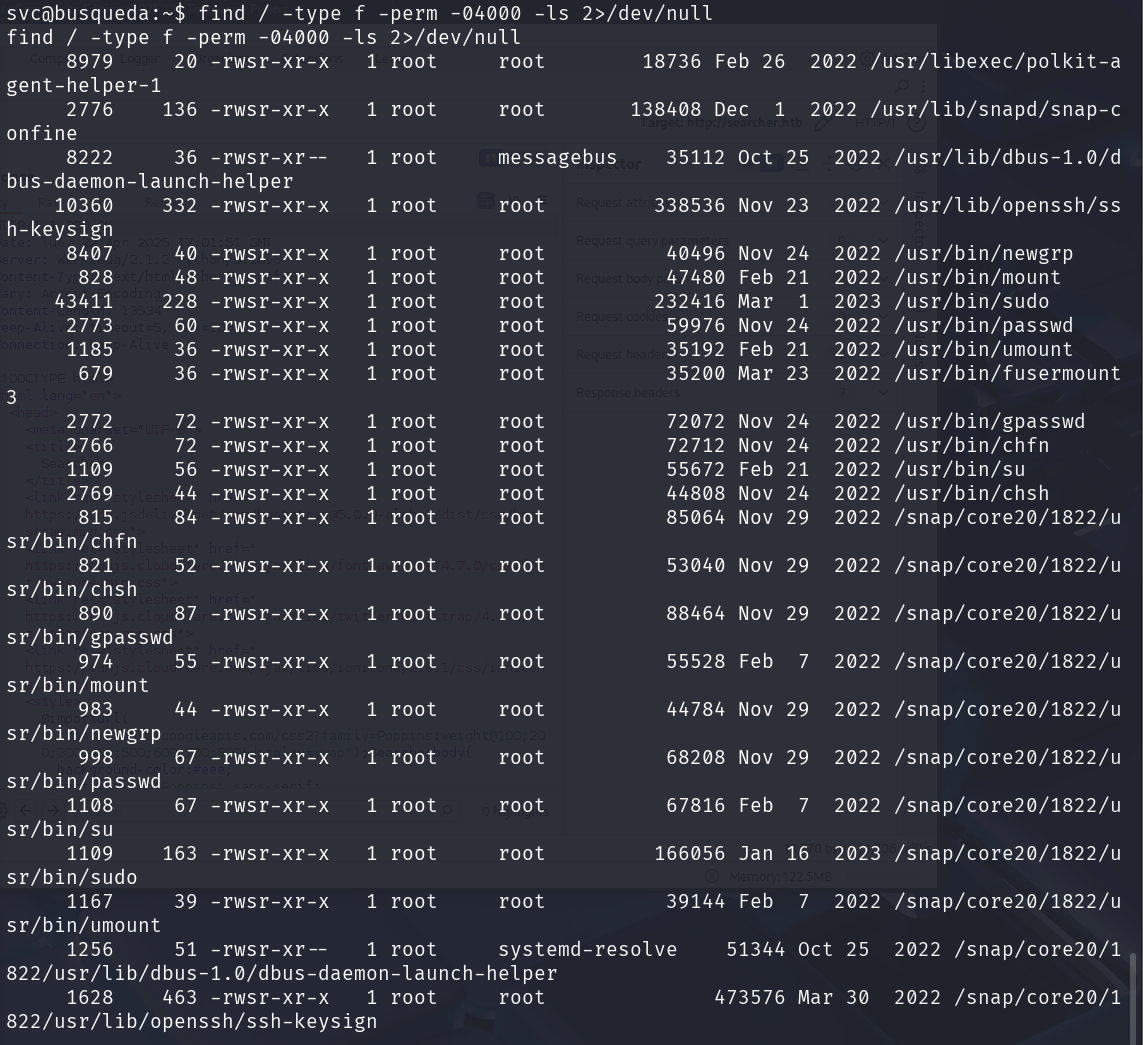 svc@busqueda:~$ find / -type f -perm -04000 -ls 2>/dev/null
find / -type f -perm -04000 -ls 2>/dev/null
     8979     20 -rwsr-xr-x   1 root     root        18736 Feb 26  2022 /usr/libexec/polkit-a
gent-helper-1
     2776    136 -rwsr-xr-x   1 root     root       138408 Dec  1  2022 /usr/lib/snapd/snap-c
onfine
     8222     36 -rwsr-xr--   1 root     messagebus    35112 Oct 25  2022 /usr/lib/dbus-1.0/d
bus-daemon-launch-helper
    10360    332 -rwsr-xr-x   1 root     root         338536 Nov 23  2022 /usr/lib/openssh/ss
h-keysign
     8407     40 -rwsr-xr-x   1 root     root          40496 Nov 24  2022 /usr/bin/newgrp
      828     48 -rwsr-xr-x   1 root     root          47480 Feb 21  2022 /usr/bin/mount
    43411    228 -rwsr-xr-x   1 root     root         232416 Mar  1  2023 /usr/bin/sudo
     2773     60 -rwsr-xr-x   1 root     root          59976 Nov 24  2022 /usr/bin/passwd
     1185     36 -rwsr-xr-x   1 root     root          35192 Feb 21  2022 /usr/bin/umount
      679     36 -rwsr-xr-x   1 root     root          35200 Mar 23  2022 /usr/bin/fusermount
3
     2772     72 -rwsr-xr-x   1 root     root          72072 Nov 24  2022 /usr/bin/gpasswd
     2766     72 -rwsr-xr-x   1 root     root          72712 Nov 24  2022 /usr/bin/chfn
     1109     56 -rwsr-xr-x   1 root     root          55672 Feb 21  2022 /usr/bin/su
     2769     44 -rwsr-xr-x   1 root     root          44808 Nov 24  2022 /usr/bin/chsh
      815     84 -rwsr-xr-x   1 root     root          85064 Nov 29  2022 /snap/core20/1822/u
sr/bin/chfn
      821     52 -rwsr-xr-x   1 root     root          53040 Nov 29  2022 /snap/core20/1822/u
sr/bin/chsh
      890     87 -rwsr-xr-x   1 root     root          88464 Nov 29  2022 /snap/core20/1822/u
sr/bin/gpasswd
      974     55 -rwsr-xr-x   1 root     root          55528 Feb  7  2022 /snap/core20/1822/u
sr/bin/mount
      983     44 -rwsr-xr-x   1 root     root          44784 Nov 29  2022 /snap/core20/1822/u
sr/bin/newgrp
      998     67 -rwsr-xr-x   1 root     root          68208 Nov 29  2022 /snap/core20/1822/u
sr/bin/passwd
     1108     67 -rwsr-xr-x   1 root     root          67816 Feb  7  2022 /snap/core20/1822/u
sr/bin/su
     1109    163 -rwsr-xr-x   1 root     root         166056 Jan 16  2023 /snap/core20/1822/u
sr/bin/sudo
     1167     39 -rwsr-xr-x   1 root     root          39144 Feb  7  2022 /snap/core20/1822/u
sr/bin/umount
     1256     51 -rwsr-xr--   1 root     systemd-resolve    51344 Oct 25  2022 /snap/core20/1
822/usr/lib/dbus-1.0/dbus-daemon-launch-helper
     1628    463 -rwsr-xr-x   1 root     root              473576 Mar 30  2022 /snap/core20/1
822/usr/lib/openssh/ssh-keysign